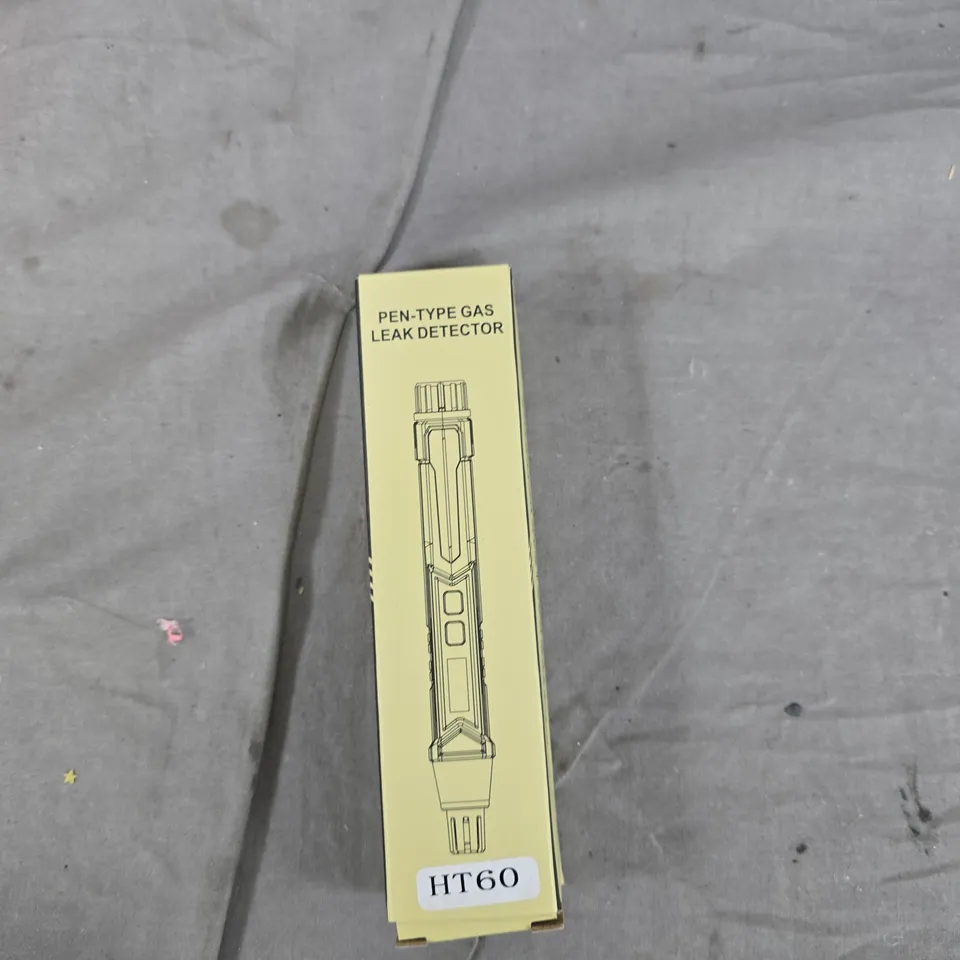 PEN-TYPE GAS
LEAK DETECTOR
HT60